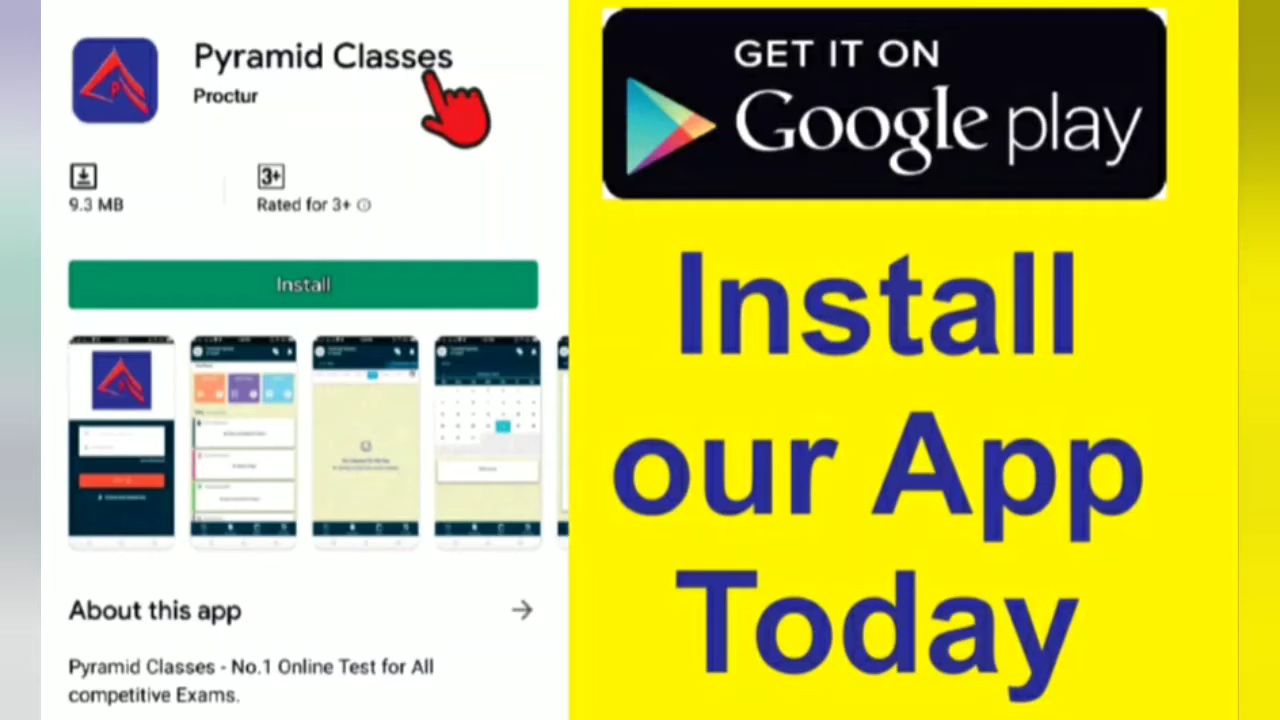 Pyramid Classes
Proctur
9.3 MB
3+
Rated for 3+
Install
About this app
Pyramid Classes - No.1 Online Test for All
competitive Exams.
GET IT ON
Google play
Install
our App
Today